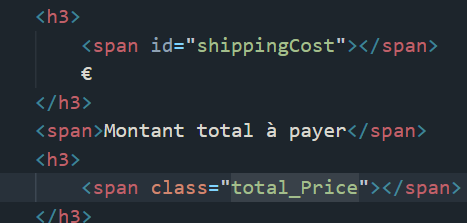 <h3>
<span id="shippingCost"></span>
€
</h3>
<span>Montant total à payer</span>
<h3>
<span class="total_Price"></span>
</h3>